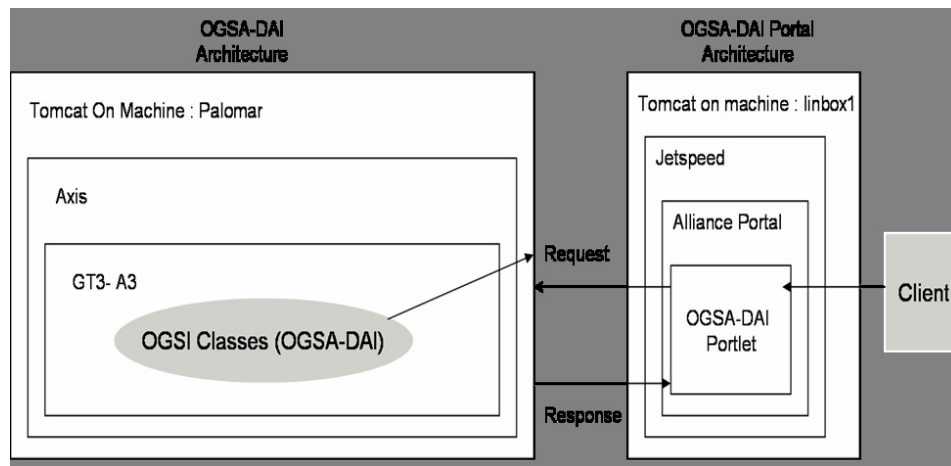 OGSA-DAI
Architecture
Tomcat On Machine : Palomar
Axis
GT3- A3
OGSI Classes (OGSA-DAI)
Request
Response
OGSA-DAI Portal
Architecture
Tomcat on machine : linbox1
Jetspeed
Alliance Portal
OGSA-DAI
Portlet
Client